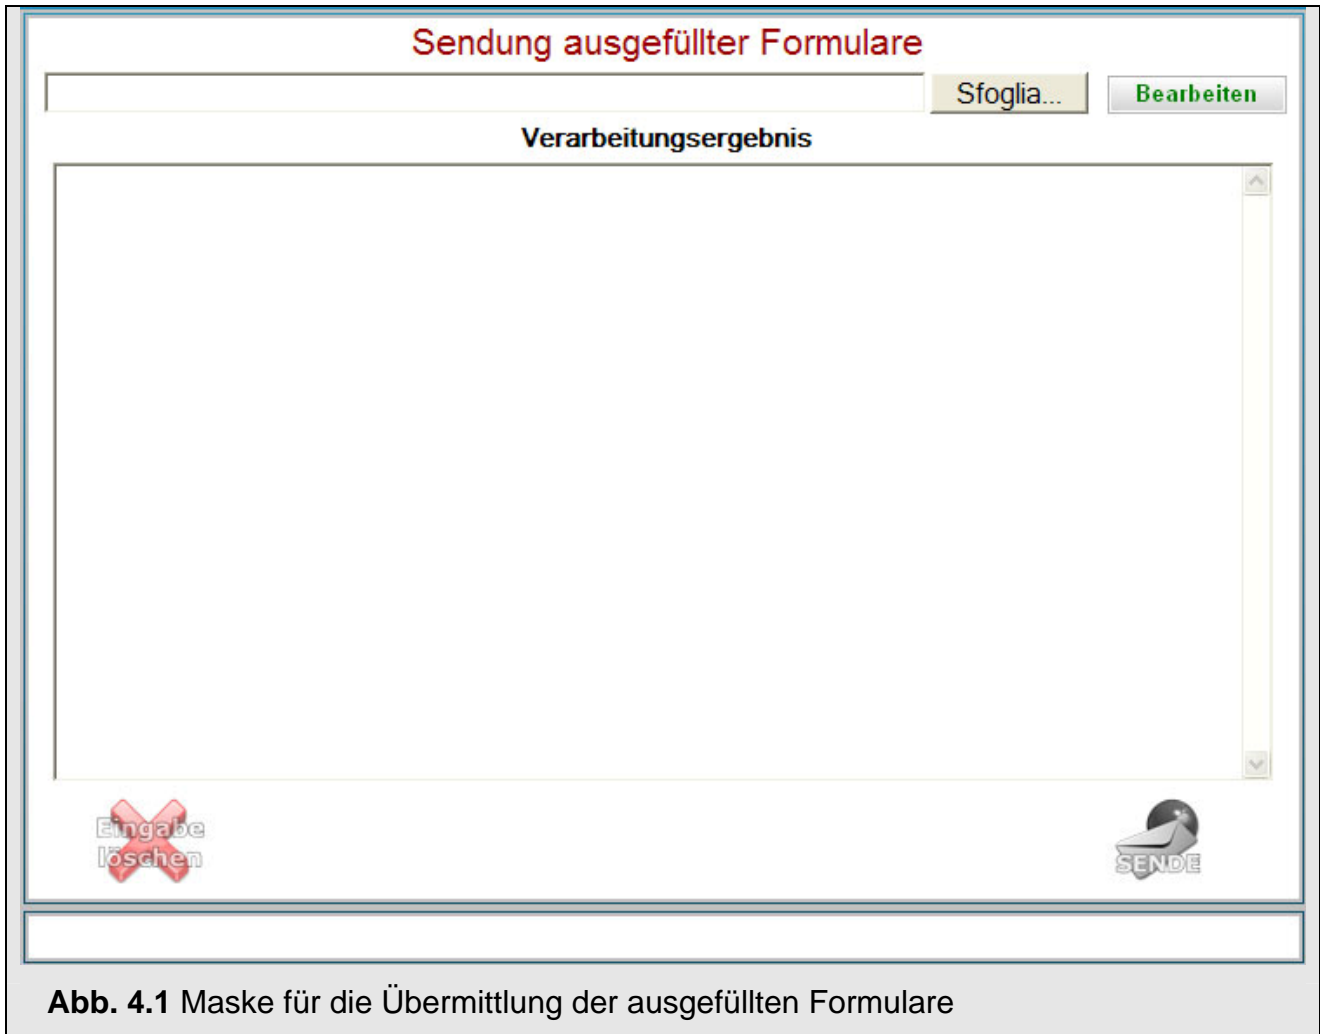 Sendung ausgefüllter Formulare
Sfoglia... Bearbeiten
Verarbeitungsergebnis
Eingabe
löschen
SENDE
Abb. 4.1 Maske für die Übermittlung der ausgefüllten Formulare